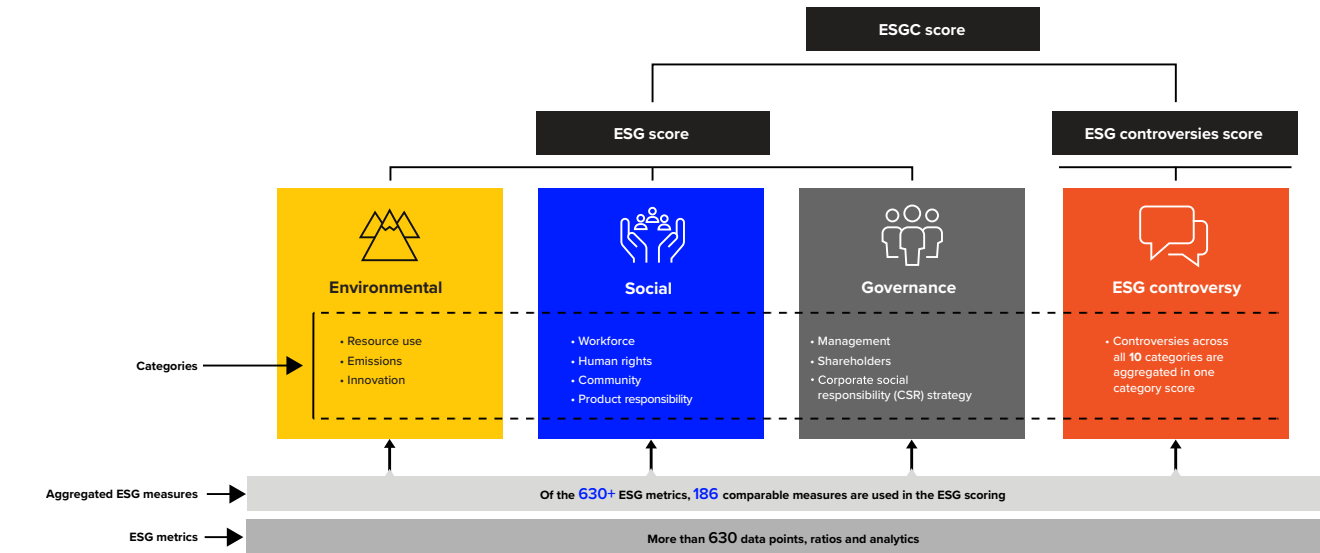 ESGC score
ESG score
ESG controversies score
Environmental
Social
Governance
ESG controversy
Categories
• Resource use
• Emissions
• Innovation
• Workforce
• Human rights
• Community
• Product responsibility
• Management
• Shareholders
• Corporate social
responsibility (CSR) strategy
• Controversies across
all 10 categories are
aggregated in one
category score
Aggregated ESG measures
Of the 630+ ESG metrics, 186 comparable measures are used in the ESG scoring
ESG metrics
More than 630 data points, ratios and analytics